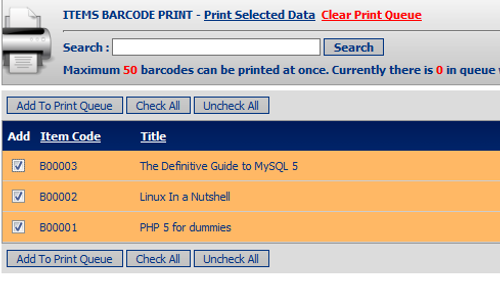 ITEMS BARCODE PRINT - Print Selected Data Clear Print Queue
Search : Search
Maximum 50 barcodes can be printed at once. Currently there is 0 in queue
Add To Print Queue Check All Uncheck All
Add Item Code Title
B00003 The Definitive Guide to MySQL 5
B00002 Linux In a Nutshell
B00001 PHP 5 for dummies
Add To Print Queue Check All Uncheck All